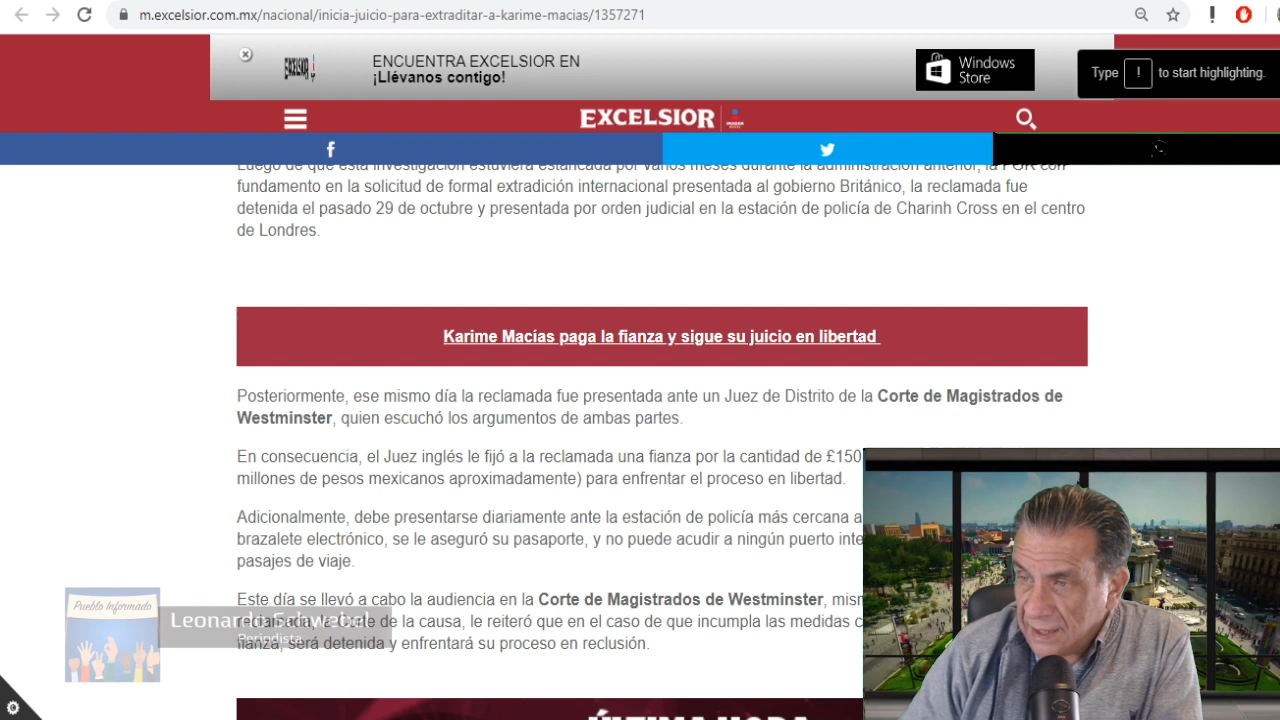 m.excelsior.com.mx/nacional/inicia-juicio-para-extraditar-a-karime-macias/1357271
ENCUENTRA EXCELSIOR EN
¡Llévanos contigo!
EXCELSIOR
Windows
Store
Type ! to start highlighting.
EXCELSIOR
Luego de que esta investigación estuviera estancada por varios meses durante la administración anterior, la PGR con
fundamento en la solicitud de formal extradición internacional presentada al gobierno Británico, la reclamada fue
detenida el pasado 29 de octubre y presentada por orden judicial en la estación de policía de Charinh Cross en el centro
de Londres.
Karime Macías paga la fianza y sigue su juicio en libertad
Posteriormente, ese mismo día la reclamada fue presentada ante un Juez de Distrito de la Corte de Magistrados de
Westminster, quien escuchó los argumentos de ambas partes.
En consecuencia, el Juez inglés le fijó a la reclamada una fianza por la cantidad de £150
millones de pesos mexicanos aproximadamente) para enfrentar el proceso en libertad.
Adicionalmente, debe presentarse diariamente ante la estación de policía más cercana a
brazalete electrónico, se le aseguró su pasaporte, y no puede acudir a ningún puerto inte
pasajes de viaje.
Este día se llevó a cabo la audiencia en la Corte de Magistrados de Westminster, mism
de la causa, le reiteró que en el caso de que incumpla las medidas c
fianza, será detenida y enfrentará su proceso en reclusión.
Pueblo Informado
Leonardo Schwebel
Periodista
ÚLTIMA HORA